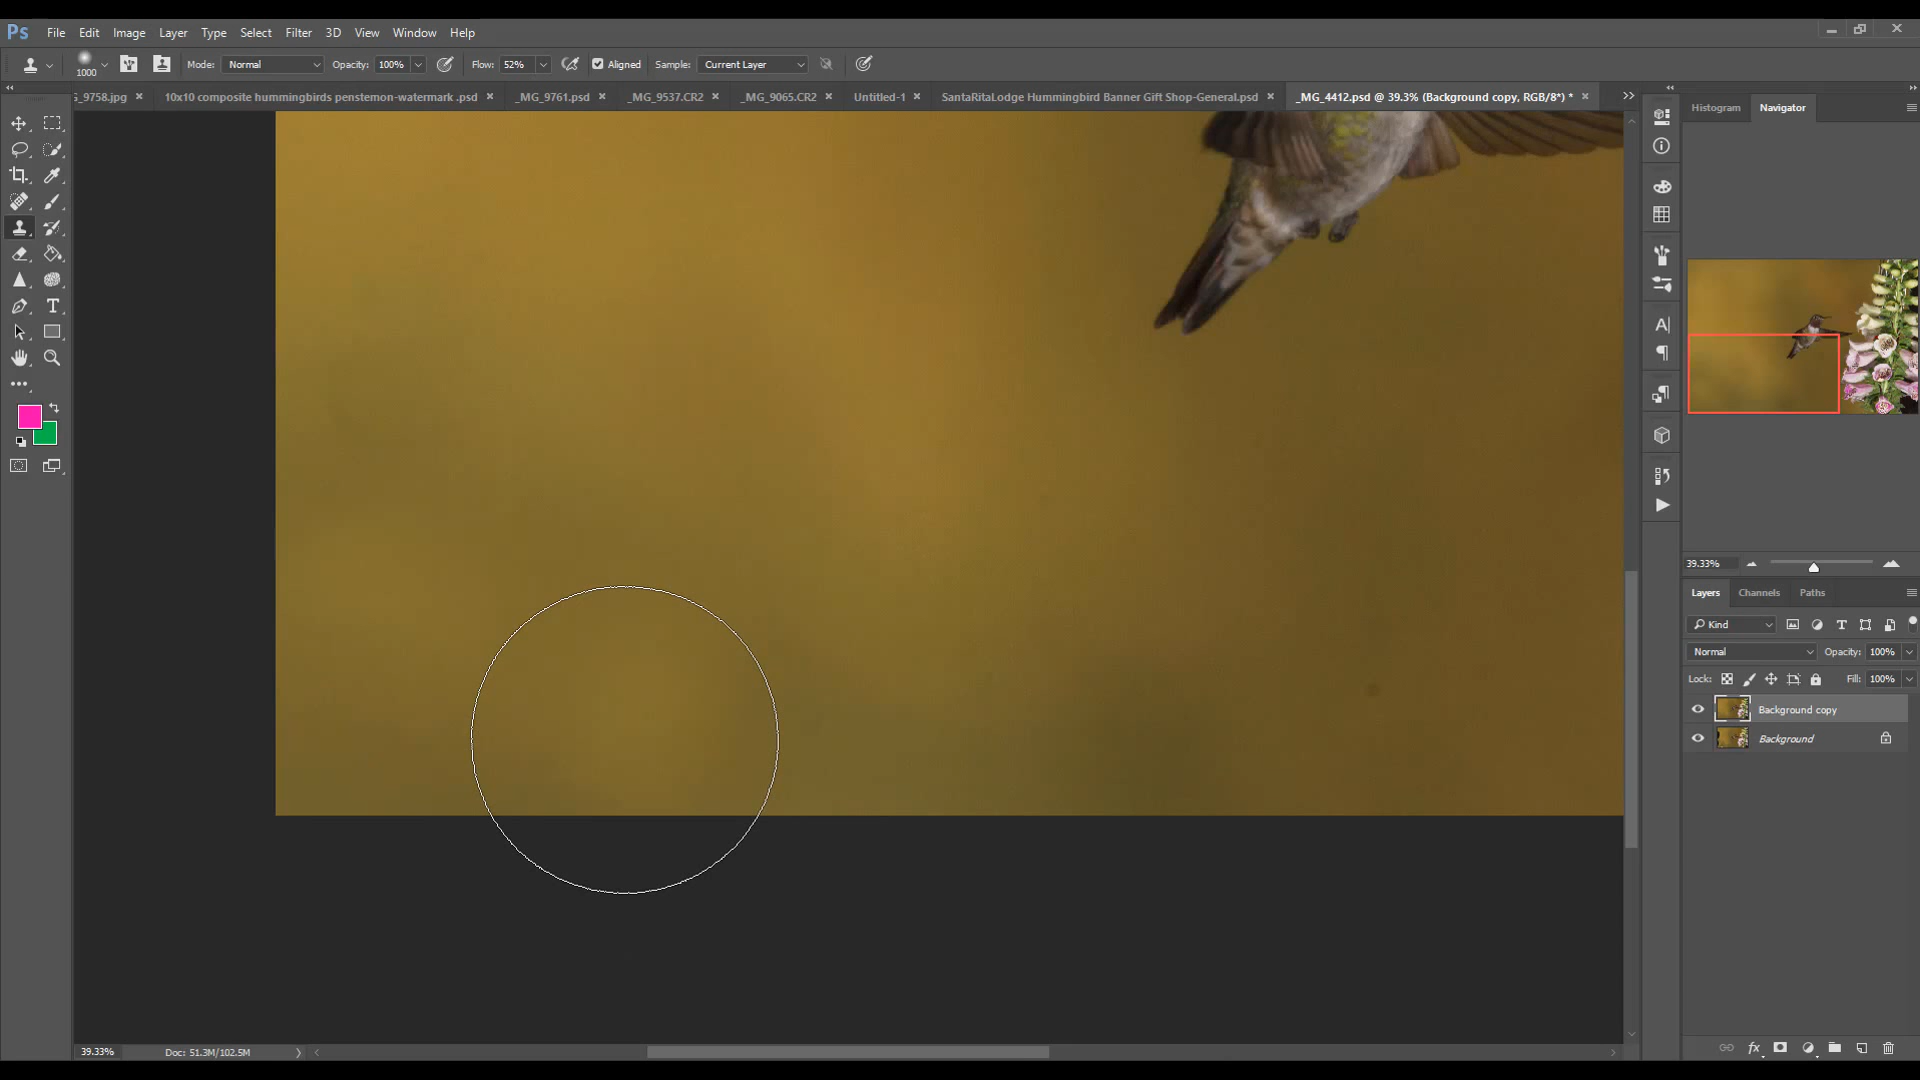 Ps File Edit Image Layer Type Select Filter 3D View Window Help
1000 Mode: Normal Opacity: 100% Flow: 52% Aligned Sample: Current Layer
G_9758.jpg 10x10 composite hummingbirds penstemon-watermark .psd _MG_9761.psd _MG_9537.CR2 _MG_9065.CR2 Untitled-1 SantaRitaLodge Hummingbird Banner Gift Shop-General.psd _MG_4412.psd @ 39.3% (Background copy, RGB/8*) *
Histogram Navigator
39.33%
Layers Channels Paths
Kind
Normal Opacity: 100%
Lock: Fill: 100%
Background copy
Background
39.33% Doc: 51.3M/102.5M